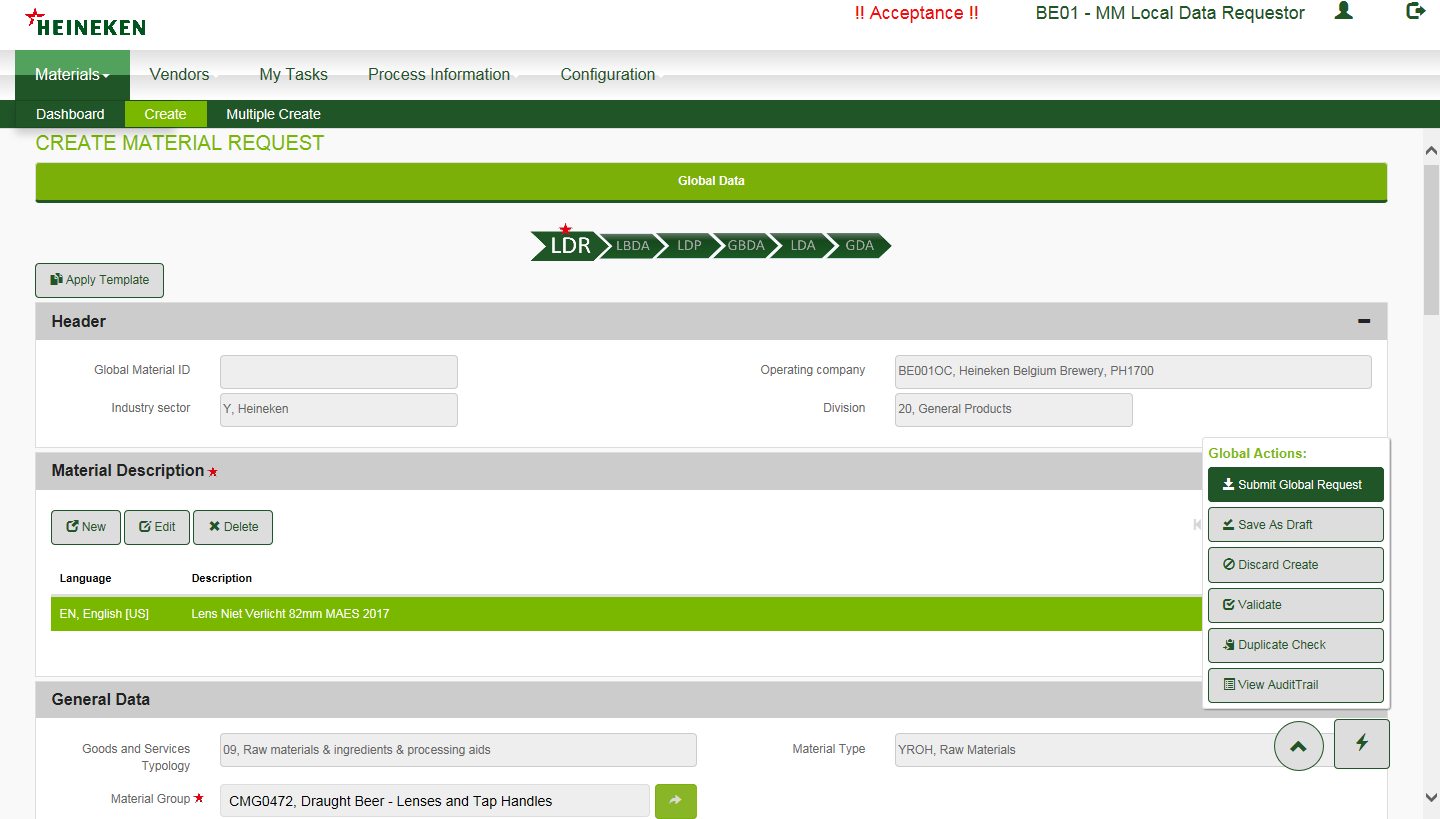 HEINEKEN
!! Acceptance !!
BE01 - MM Local Data Requestor
Materials
Vendors
My Tasks
Process Information
Configuration
Dashboard
Create
Multiple Create
CREATE MATERIAL REQUEST
Global Data
LDR
LBDA
LDP
GBDA
LDA
GDA
Apply Template
Header
Global Material ID
Operating company
BE001OC, Heineken Belgium Brewery, PH1700
Industry sector
Y, Heineken
Division
20, General Products
Material Description
Global Actions:
Submit Global Request
Save As Draft
Discard Create
Validate
Duplicate Check
View AuditTrail
New
Edit
Delete
Language
Description
EN, English [US]
Lens Niet Verlicht 82mm MAES 2017
General Data
Goods and Services
Typology
09, Raw materials & ingredients & processing aids
Material Type
YROH, Raw Materials
Material Group
CMG0472, Draught Beer - Lenses and Tap Handles